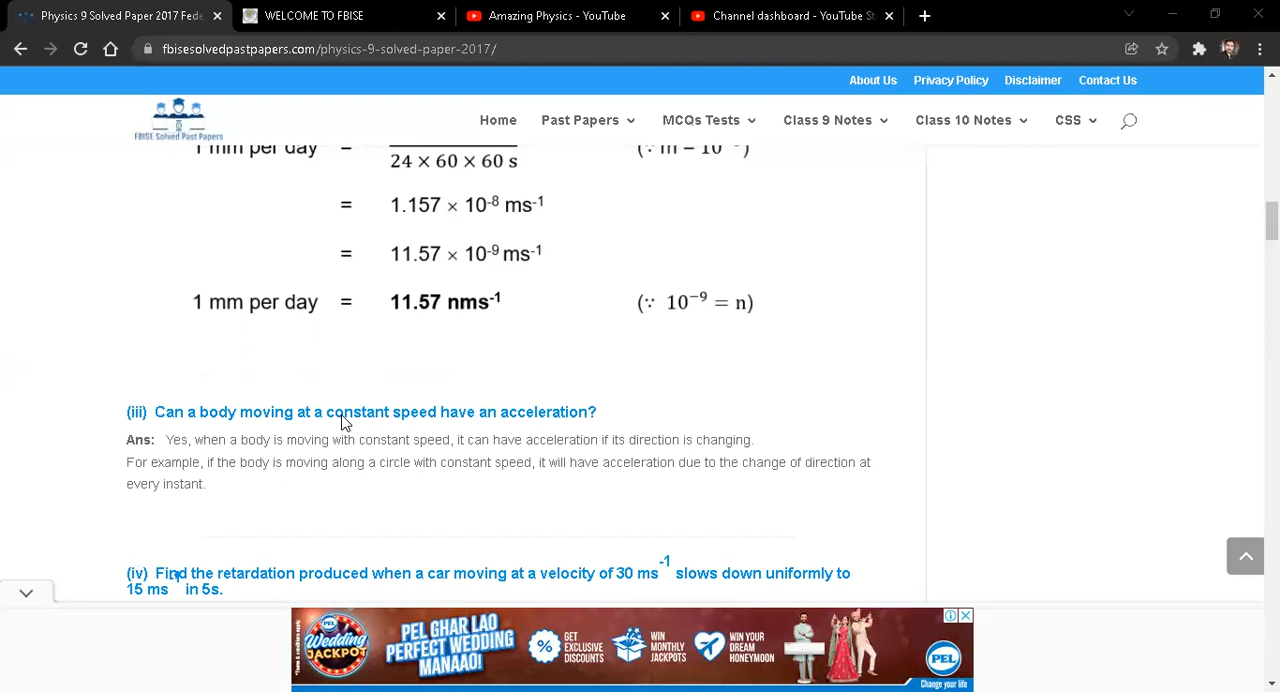 Physics 9 Solved Paper 2017 Fede
WELCOME TO FBISE
Amazing Physics - YouTube
Channel dashboard - YouTube St
fbisesolvedpastpapers.com/physics-9-solved-paper-2017/
About Us Privacy Policy Disclaimer Contact Us
FBISE Solved Past Papers
Home Past Papers MCQs Tests Class 9 Notes Class 10 Notes CSS
1 mm per day =
24 × 60 × 60 s
= 1.157 × 10⁻⁸ ms⁻¹
= 11.57 × 10⁻⁹ ms⁻¹
1 mm per day = 11.57 nms⁻¹ (∵ 10⁻⁹ = n)
(iii) Can a body moving at a constant speed have an acceleration?
Ans: Yes, when a body is moving with constant speed, it can have acceleration if its direction is changing.
For example, if the body is moving along a circle with constant speed, it will have acceleration due to the change of direction at
every instant.
(iv) Find the retardation produced when a car moving at a velocity of 30 ms⁻¹ slows down uniformly to
15 ms⁻¹ in 5s.
PEL
Wedding
JACKPOT
PEL GHAR LAO
PERFECT WEDDING
MANAAO!
%
GET
EXCLUSIVE
DISCOUNTS
WIN
MONTHLY
JACKPOTS
WIN YOUR
DREAM
HONEYMOON
PEL
Change your life